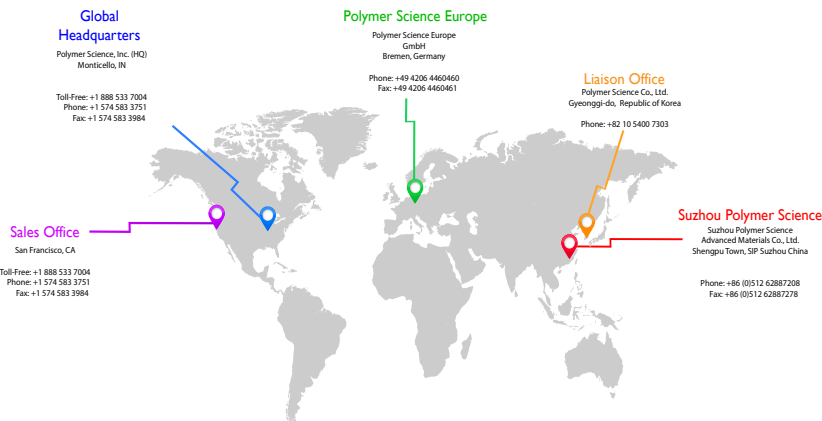 Global
Headquarters
Polymer Science, Inc. (HQ)
Monticello, IN
Toll-Free: +1 888 533 7004
Phone: +1 574 583 3751
Fax: +1 574 583 3984
Polymer Science Europe
Polymer Science Europe
GmbH
Bremen, Germany
Phone: +49 4206 4460460
Fax: +49 4206 4460461
Liaison Office
Polymer Science Co., Ltd.
Gyeonggi-do, Republic of Korea
Phone: +82 10 5400 7303
Sales Office
San Francisco, CA
Toll-Free: +1 888 533 7004
Phone: +1 574 583 3751
Fax: +1 574 583 3984
Suzhou Polymer Science
Suzhou Polymer Science
Advanced Materials Co., Ltd.
Shengpu Town, SIP Suzhou China
Phone: +86 (0)512 62887208
Fax: +86 (0)512 62887278